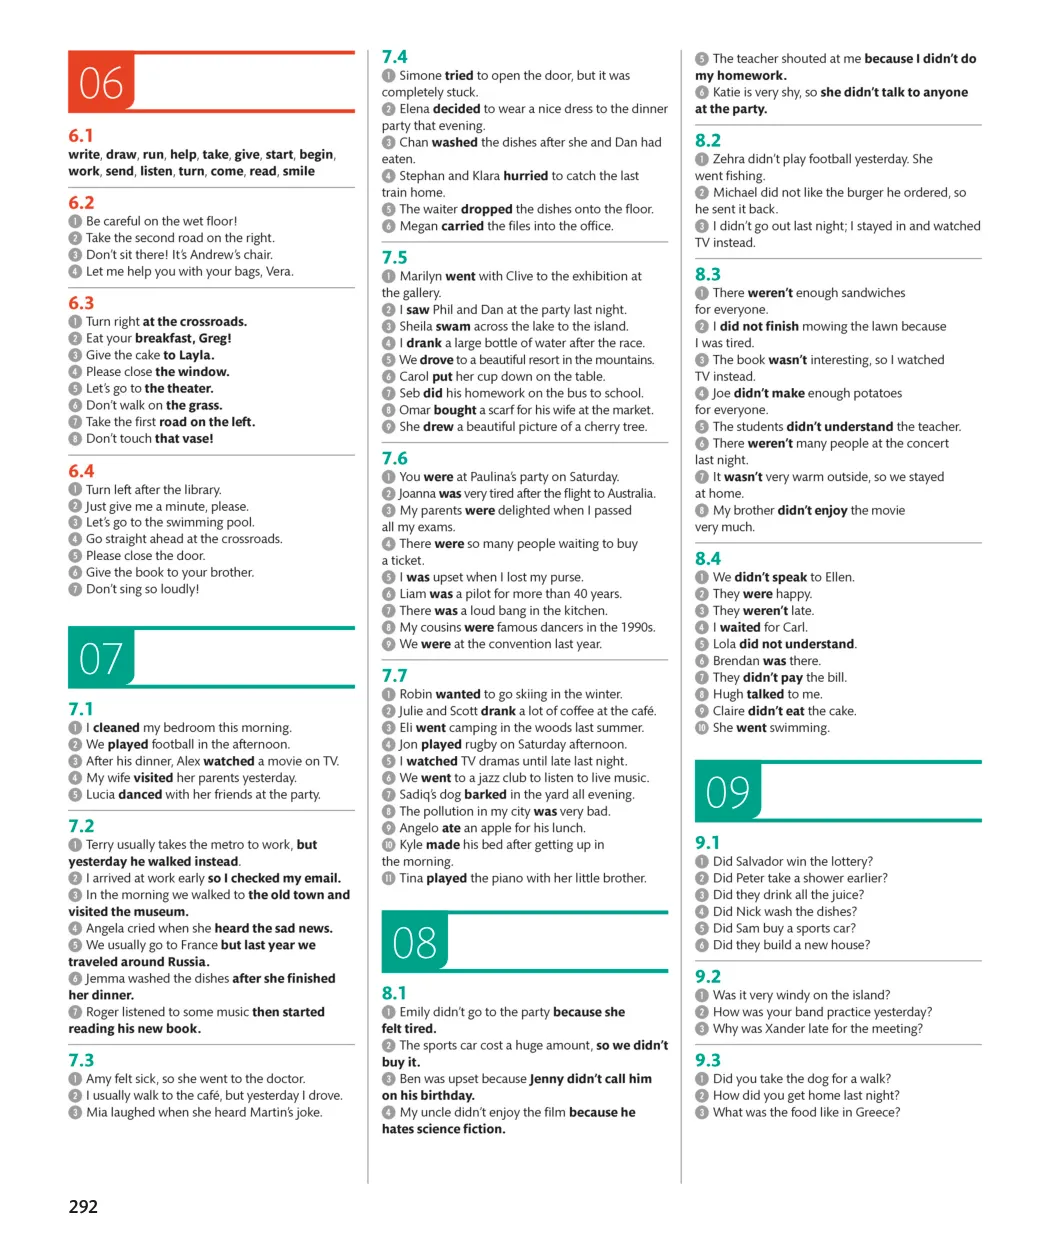 06
6.1
write, draw, run, help, take, give, start, begin,
work, send, listen, turn, come, read, smile
6.2
1 Be careful on the wet floor!
2 Take the second road on the right.
3 Don't sit there! It's Andrew's chair.
4 Let me help you with your bags, Vera.
6.3
1 Turn right at the crossroads.
2 Eat your breakfast, Greg!
3 Give the cake to Layla.
4 Please close the window.
5 Let's go to the theater.
6 Don't walk on the grass.
7 Take the first road on the left.
8 Don't touch that vase!
6.4
1 Turn left after the library.
2 Just give me a minute, please.
3 Let's go to the swimming pool.
4 Go straight ahead at the crossroads.
5 Please close the door.
6 Give the book to your brother.
7 Don't sing so loudly!
07
7.1
1 I cleaned my bedroom this morning.
2 We played football in the afternoon.
3 After his dinner, Alex watched a movie on TV.
4 My wife visited her parents yesterday.
5 Lucia danced with her friends at the party.
7.2
1 Terry usually takes the metro to work, but
yesterday he walked instead.
2 I arrived at work early so I checked my email.
3 In the morning we walked to the old town and
visited the museum.
4 Angela cried when she heard the sad news.
5 We usually go to France but last year we
traveled around Russia.
6 Jemma washed the dishes after she finished
her dinner.
7 Roger listened to some music then started
reading his new book.
7.3
1 Amy felt sick, so she went to the doctor.
2 I usually walk to the café, but yesterday I drove.
3 Mia laughed when she heard Martin's joke.
7.4
1 Simone tried to open the door, but it was
completely stuck.
2 Elena decided to wear a nice dress to the dinner
party that evening.
3 Chan washed the dishes after she and Dan had
eaten.
4 Stephan and Klara hurried to catch the last
train home.
5 The waiter dropped the dishes onto the floor.
6 Megan carried the files into the office.
7.5
1 Marilyn went with Clive to the exhibition at
the gallery.
2 I saw Phil and Dan at the party last night.
3 Sheila swam across the lake to the island.
4 I drank a large bottle of water after the race.
5 We drove to a beautiful resort in the mountains.
6 Carol put her cup down on the table.
7 Seb did his homework on the bus to school.
8 Omar bought a scarf for his wife at the market.
9 She drew a beautiful picture of a cherry tree.
7.6
1 You were at Paulina's party on Saturday.
2 Joanna was very tired after the flight to Australia.
3 My parents were delighted when I passed
all my exams.
4 There were so many people waiting to buy
a ticket.
5 I was upset when I lost my purse.
6 Liam was a pilot for more than 40 years.
7 There was a loud bang in the kitchen.
8 My cousins were famous dancers in the 1990s.
9 We were at the convention last year.
7.7
1 Robin wanted to go skiing in the winter.
2 Julie and Scott drank a lot of coffee at the café.
3 Eli went camping in the woods last summer.
4 Jon played rugby on Saturday afternoon.
5 I watched TV dramas until late last night.
6 We went to a jazz club to listen to live music.
7 Sadiq's dog barked in the yard all evening.
8 The pollution in my city was very bad.
9 Angelo ate an apple for his lunch.
10 Kyle made his bed after getting up in
the morning.
11 Tina played the piano with her little brother.
08
8.1
1 Emily didn't go to the party because she
felt tired.
2 The sports car cost a huge amount, so we didn't
buy it.
3 Ben was upset because Jenny didn't call him
on his birthday.
4 My uncle didn't enjoy the film because he
hates science fiction.
5 The teacher shouted at me because I didn't do
my homework.
6 Katie is very shy, so she didn't talk to anyone
at the party.
8.2
1 Zehra didn't play football yesterday. She
went fishing.
2 Michael did not like the burger he ordered, so
he sent it back.
3 I didn't go out last night; I stayed in and watched
TV instead.
8.3
1 There weren't enough sandwiches
for everyone.
2 I did not finish mowing the lawn because
I was tired.
3 The book wasn't interesting, so I watched
TV instead.
4 Joe didn't make enough potatoes
for everyone.
5 The students didn't understand the teacher.
6 There weren't many people at the concert
last night.
7 It wasn't very warm outside, so we stayed
at home.
8 My brother didn't enjoy the movie
very much.
8.4
1 We didn't speak to Ellen.
2 They were happy.
3 They weren't late.
4 I waited for Carl.
5 Lola did not understand.
6 Brendan was there.
7 They didn't pay the bill.
8 Hugh talked to me.
9 Claire didn't eat the cake.
10 She went swimming.
09
9.1
1 Did Salvador win the lottery?
2 Did Peter take a shower earlier?
3 Did they drink all the juice?
4 Did Nick wash the dishes?
5 Did Sam buy a sports car?
6 Did they build a new house?
9.2
1 Was it very windy on the island?
2 How was your band practice yesterday?
3 Why was Xander late for the meeting?
9.3
1 Did you take the dog for a walk?
2 How did you get home last night?
3 What was the food like in Greece?
292